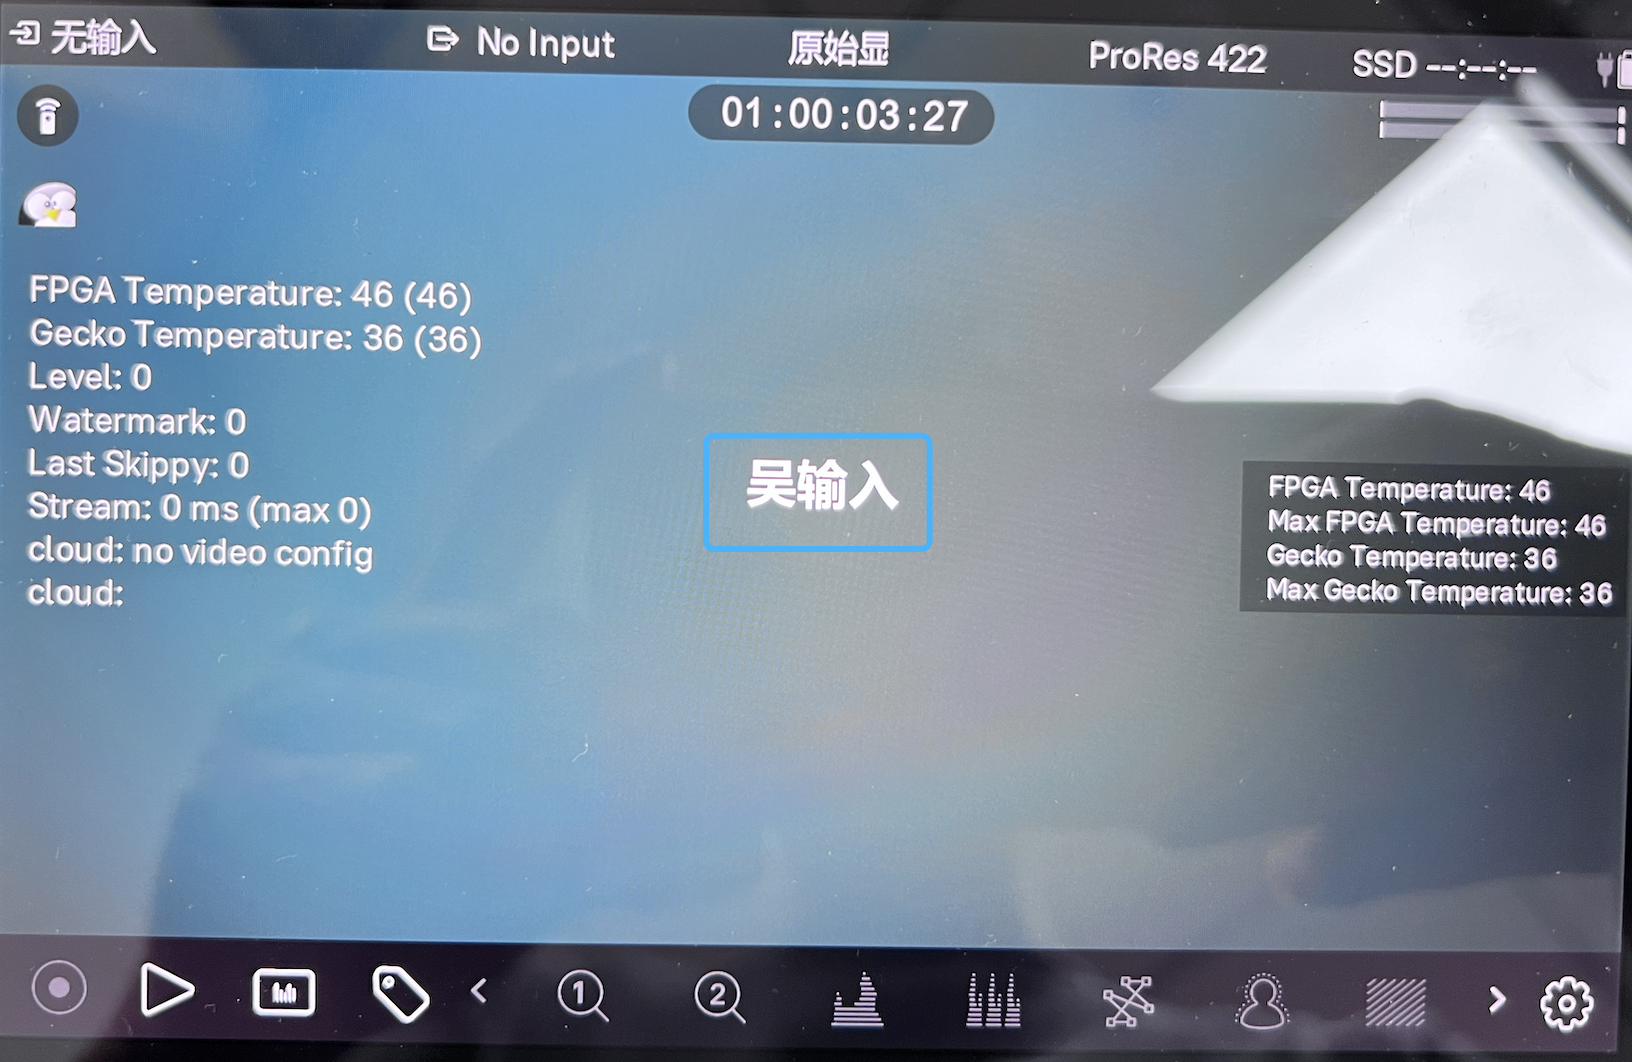 无输入
No Input
原始显
ProRes 422
SSD --:--:--
01:00:03:27
FPGA Temperature: 46 (46)
Gecko Temperature: 36 (36)
Level: 0
Watermark: 0
Last Skippy: 0
Stream: 0 ms (max 0)
cloud: no video config
cloud:
吴输入
FPGA Temperature: 46
Max FPGA Temperature: 46
Gecko Temperature: 36
Max Gecko Temperature: 36
1
2